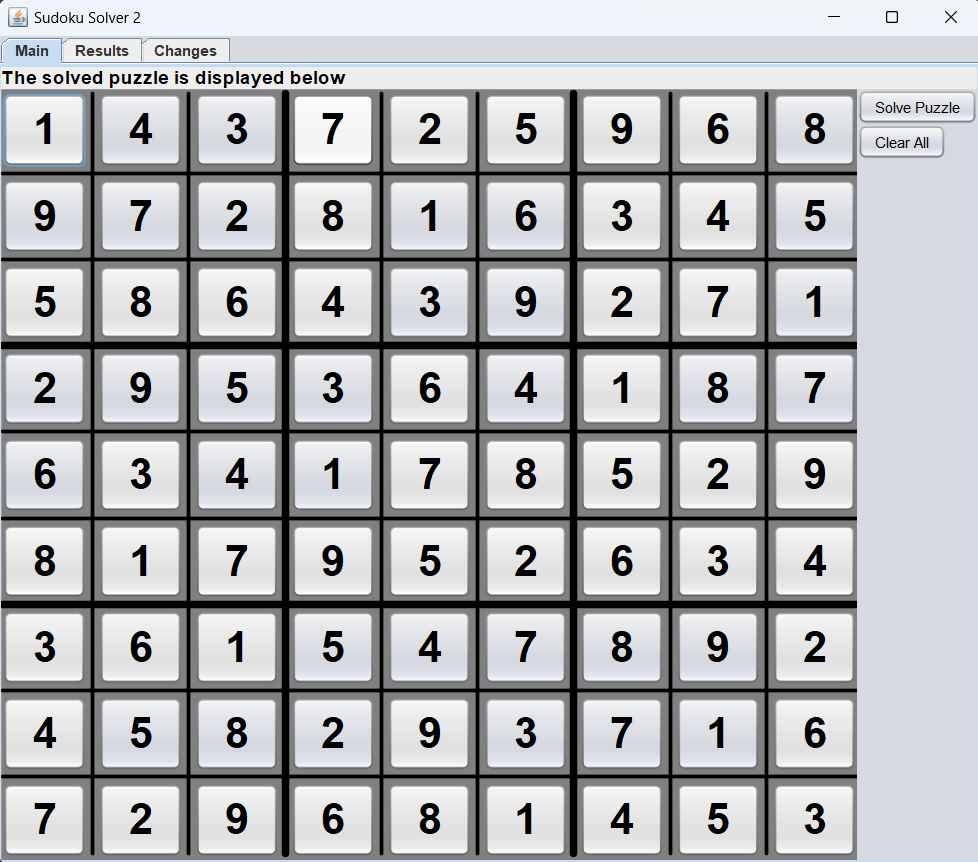 Sudoku Solver 2
Main Results Changes
The solved puzzle is displayed below
1 4 3 7 2 5 9 6 8 Solve Puzzle
Clear All
9 7 2 8 1 6 3 4 5
5 8 6 4 3 9 2 7 1
2 9 5 3 6 4 1 8 7
6 3 4 1 7 8 5 2 9
8 1 7 9 5 2 6 3 4
3 6 1 5 4 7 8 9 2
4 5 8 2 9 3 7 1 6
7 2 9 6 8 1 4 5 3